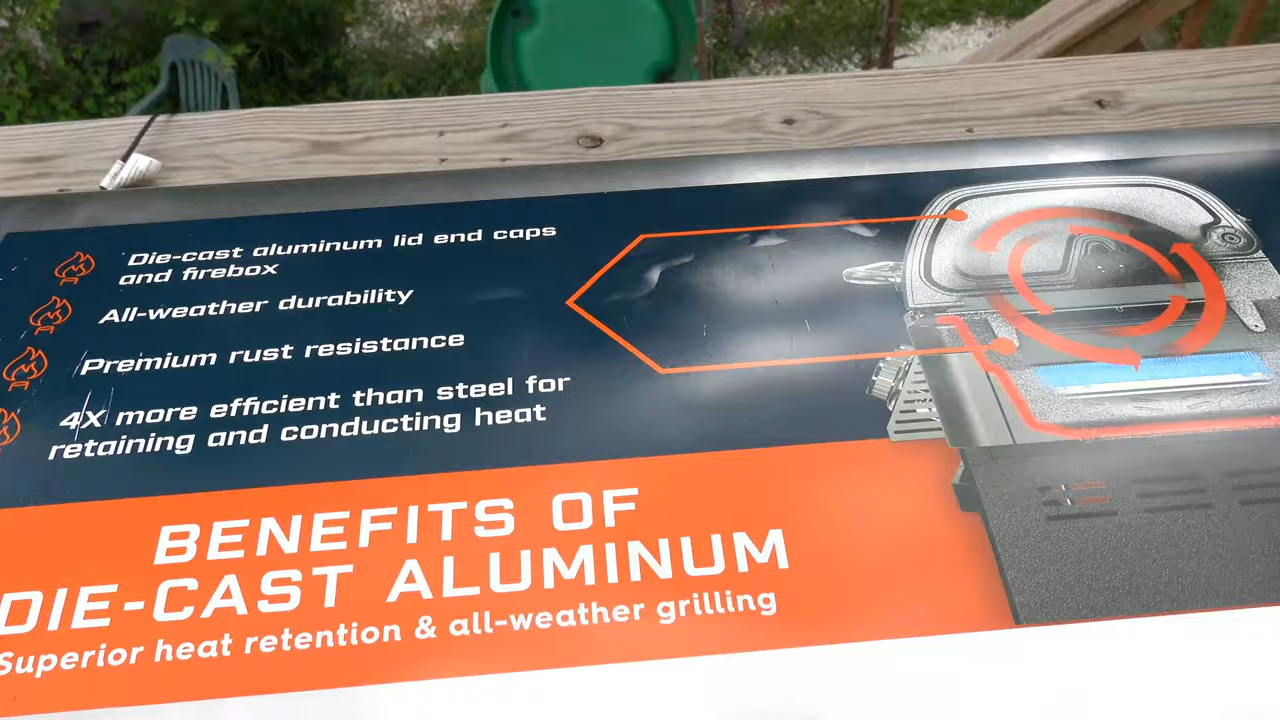 Die-cast aluminum lid end caps
and firebox
All-weather durability
Premium rust resistance
4X more efficient than steel for
retaining and conducting heat
BENEFITS OF
DIE-CAST ALUMINUM
Superior heat retention & all-weather grilling